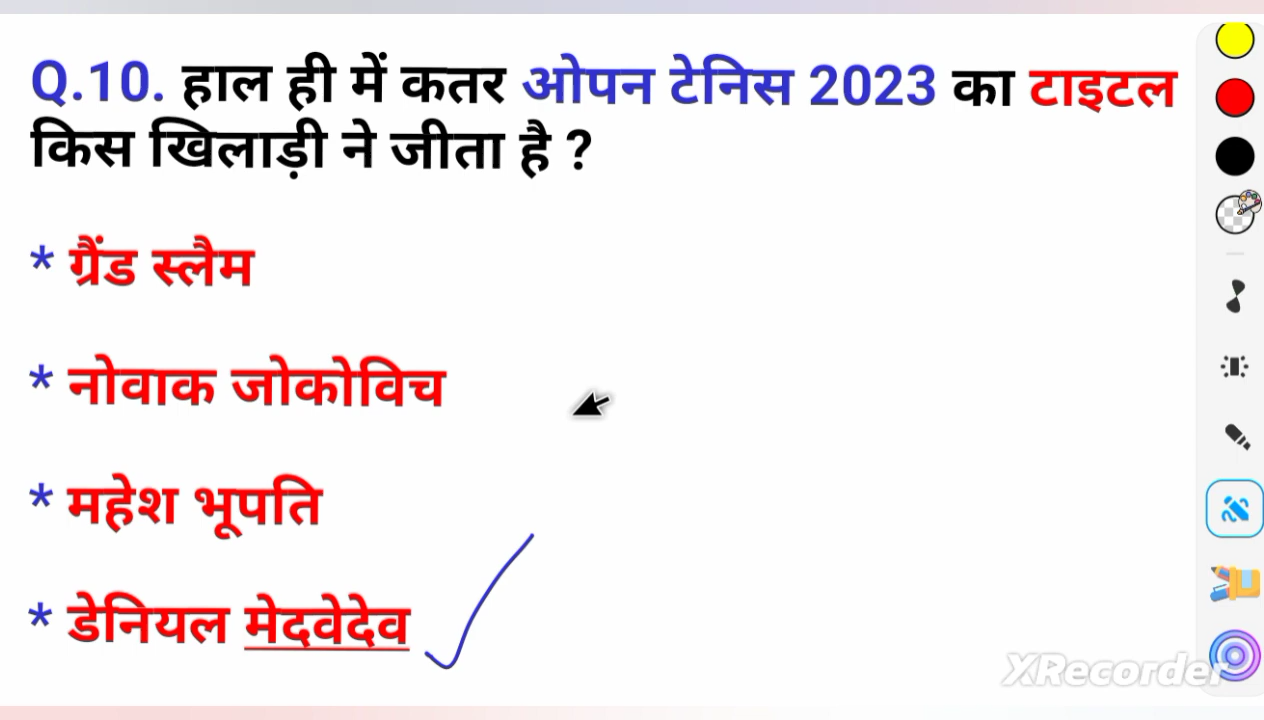 Q.10. हाल ही में कतर ओपन टेनिस 2023 का टाइटल
किस खिलाड़ी ने जीता है ?
* ग्रैंड स्लैम
* नोवाक जोकोविच
* महेश भूपति
* डेनियल मेदवेदेव
XRecorder